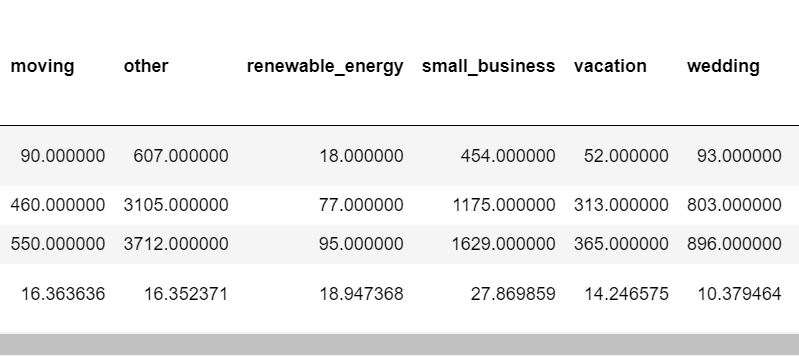 moving other renewable_energy small_business vacation wedding
90.000000 607.000000 18.000000 454.000000 52.000000 93.000000
460.000000 3105.000000 77.000000 1175.000000 313.000000 803.000000
550.000000 3712.000000 95.000000 1629.000000 365.000000 896.000000
16.363636 16.352371 18.947368 27.869859 14.246575 10.379464